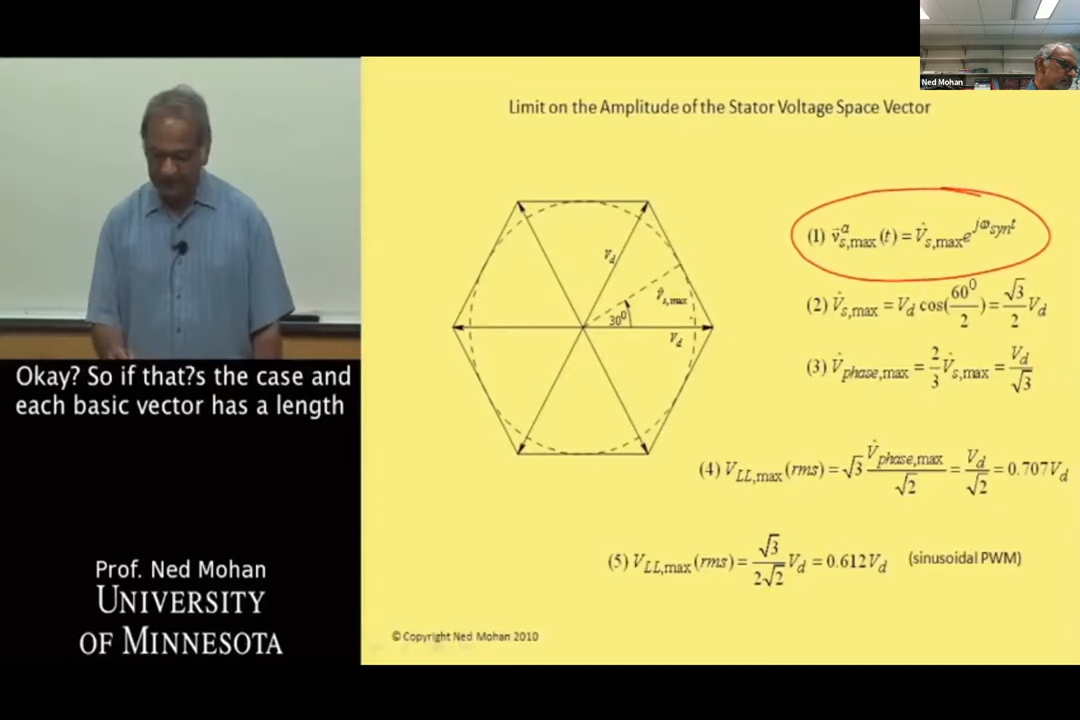 Ned Mohan
Limit on the Amplitude of the Stator Voltage Space Vector
V_d
V̂_s,max
30⁰
V_d
(1) v⃗ᵃ_s,max(t) = V̂_s,max e^jω_syn t
(2) V̂_s,max = V_d cos(60⁰/2) = √3/2 V_d
(3) V̂_phase,max = 2/3 V̂_s,max = V_d/√3
(4) V_LL,max(rms) = √3 V̂_phase,max/√2 = V_d/√2 = 0.707V_d
(5) V_LL,max(rms) = √3/2√2 V_d = 0.612V_d (sinusoidal PWM)
© Copyright Ned Mohan 2010
Okay? So if that?s the case and
each basic vector has a length
Prof. Ned Mohan
UNIVERSITY
OF MINNESOTA